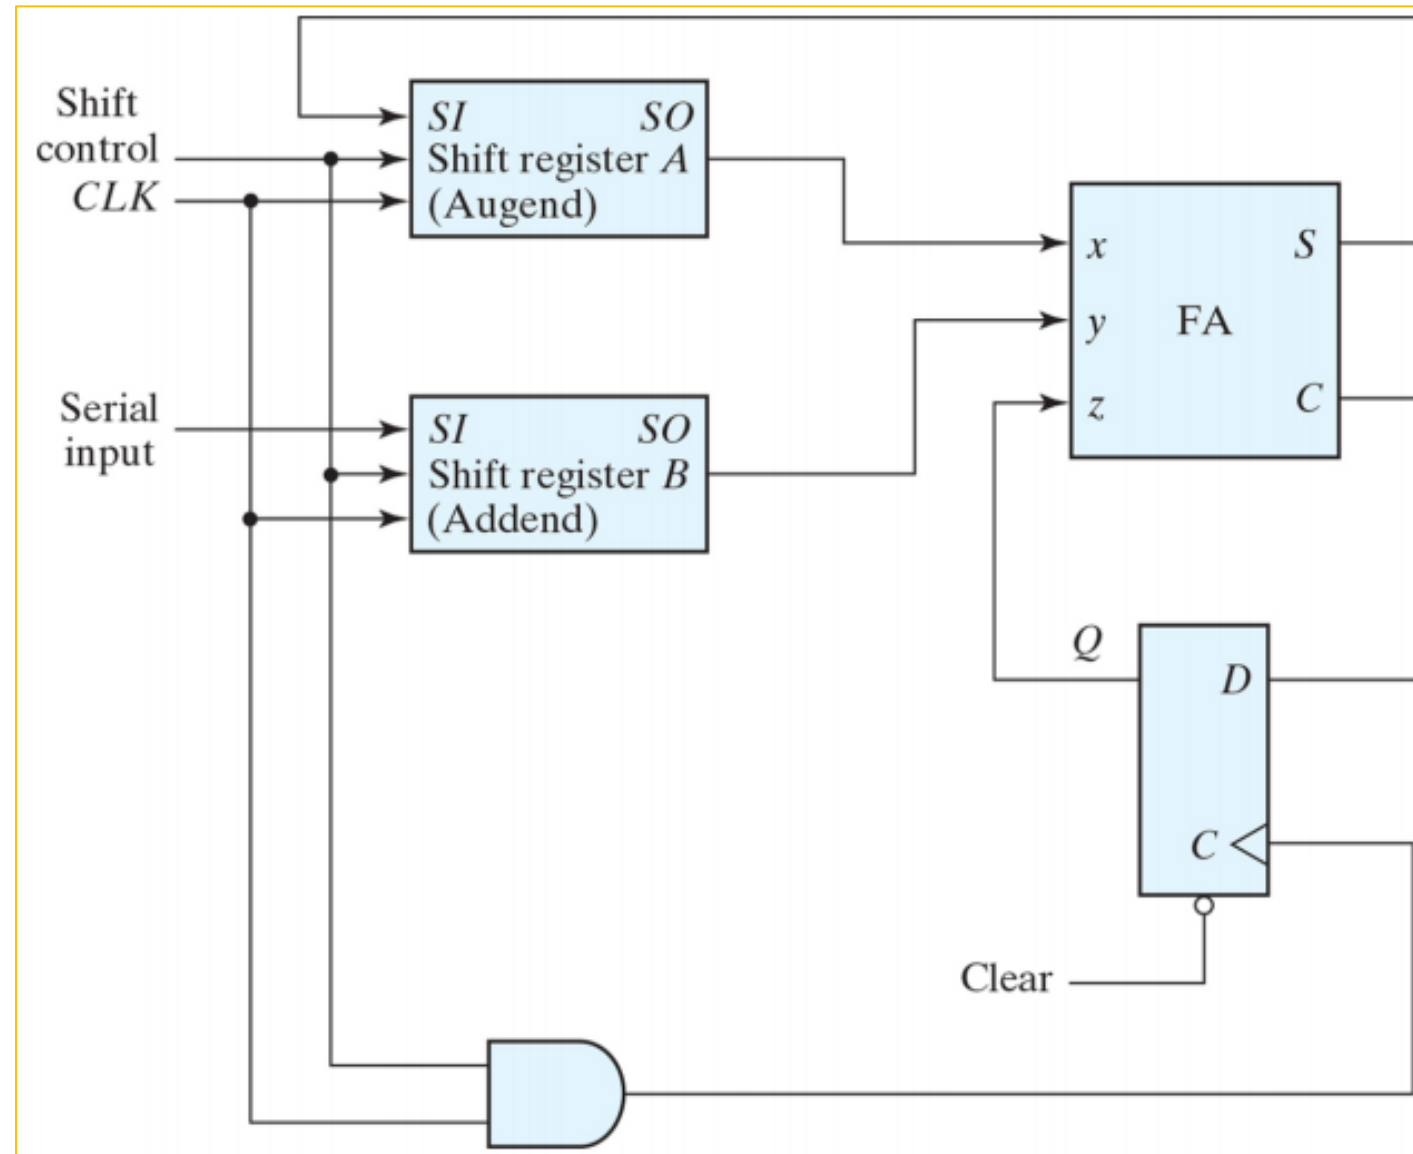 Shift
control
CLK
SI SO
Shift register A
(Augend)
Serial
input
SI SO
Shift register B
(Addend)
x S
y FA
z C
Q
D
C
Clear